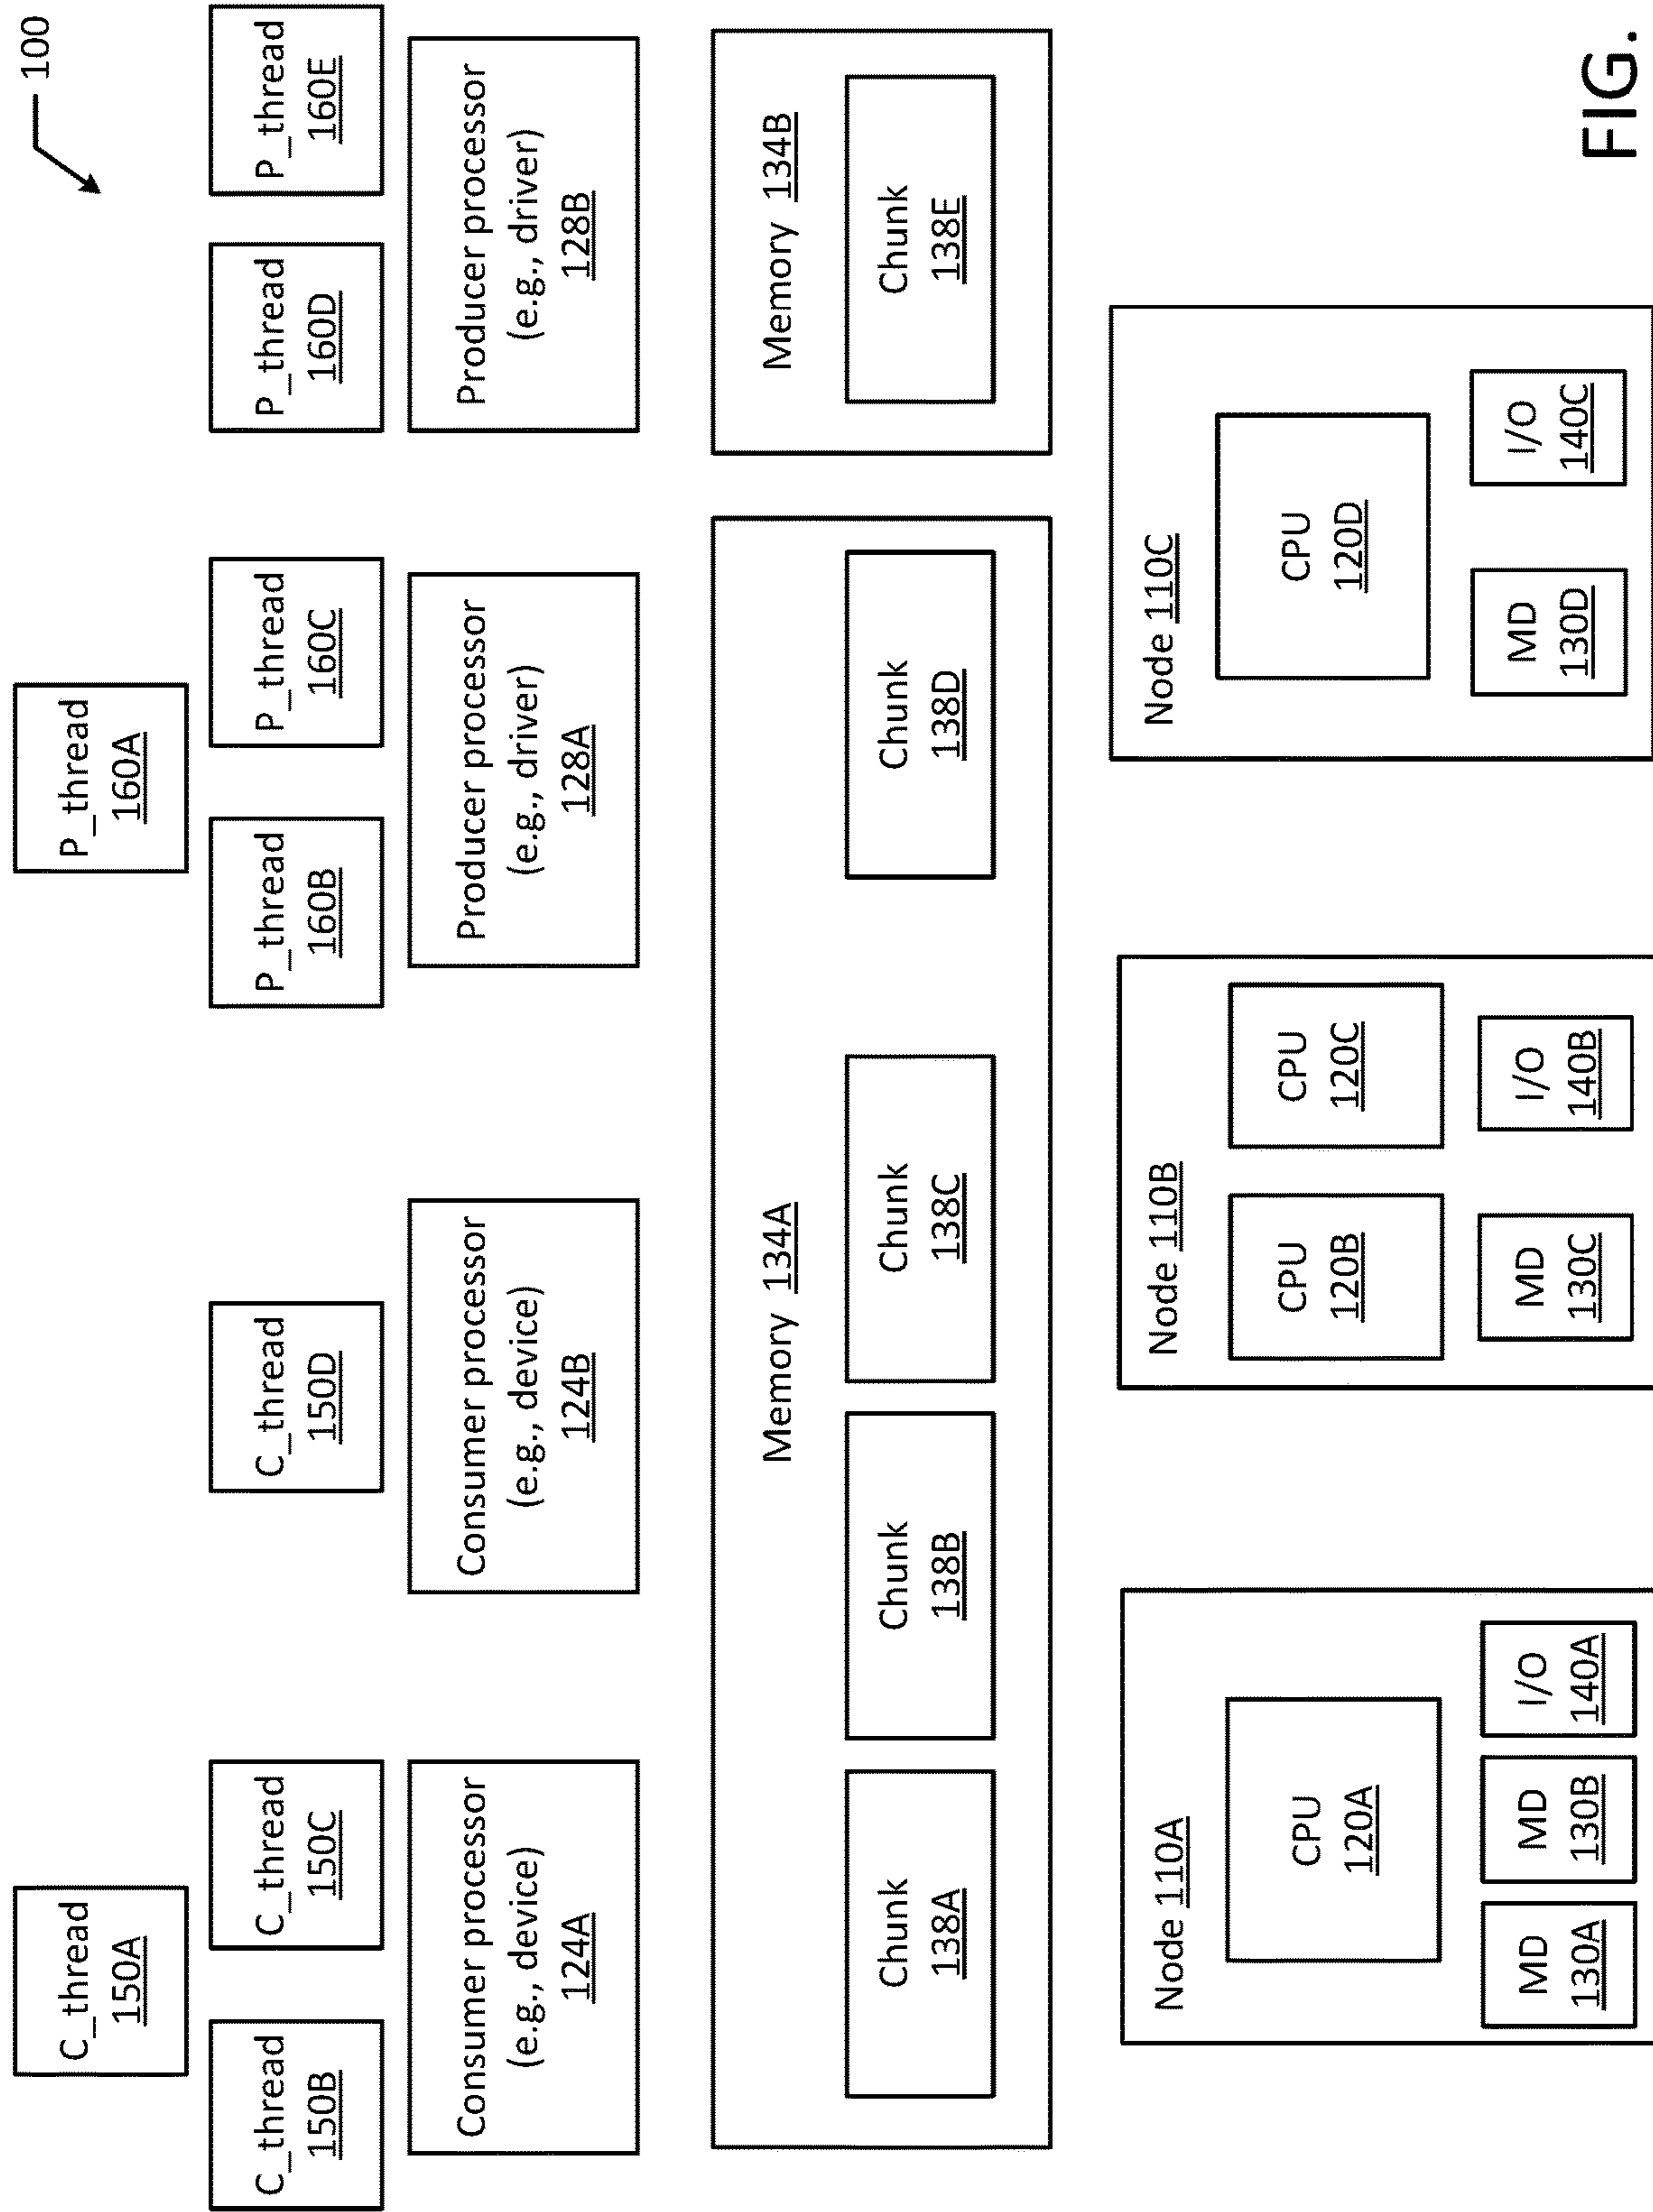 100
C_thread
150A
P_thread
160A
C_thread
150B
C_thread
150C
C_thread
150D
P_thread
160B
P_thread
160C
P_thread
160D
P_thread
160E
Consumer processor
(e.g., device)
124A
Consumer processor
(e.g., device)
124B
Producer processor
(e.g., driver)
128A
Producer processor
(e.g., driver)
128B
Memory 134A
Chunk
138A
Chunk
138B
Chunk
138C
Chunk
138D
Memory 134B
Chunk
138E
Node 110A
CPU
120A
MD
130A
MD
130B
I/O
140A
Node 110B
CPU
120B
CPU
120C
MD
130C
I/O
140B
Node 110C
CPU
120D
MD
130D
I/O
140C
FIG.